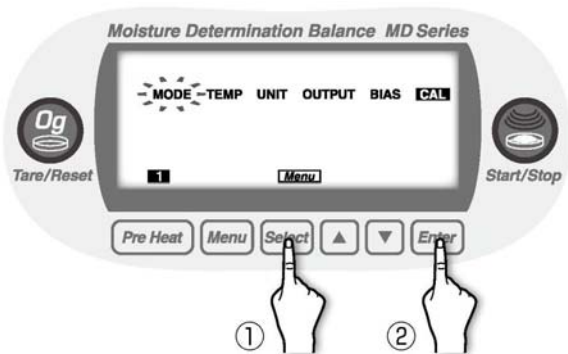 Moisture Determination Balance MD Series
MODE TEMP UNIT OUTPUT BIAS CAL
0g
Tare/Reset
Start/Stop
1 Menu
Pre Heat Menu Select ▲ ▼ Enter
① ②